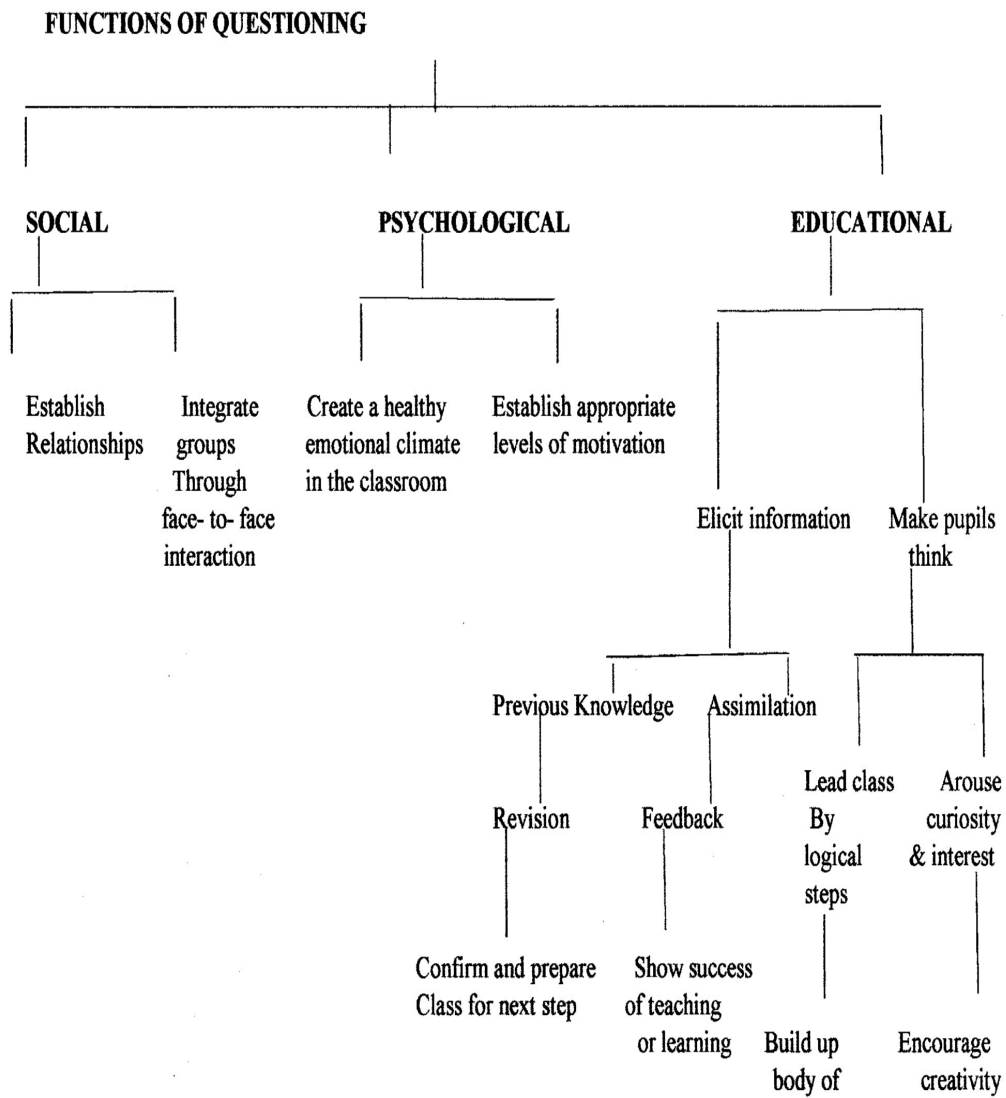 FUNCTIONS OF QUESTIONING
SOCIAL
PSYCHOLOGICAL
EDUCATIONAL
Establish
Relationships
Integrate
groups
Through
face- to- face
interaction
Create a healthy
emotional climate
in the classroom
Establish appropriate
levels of motivation
Elicit information
Make pupils
think
Previous Knowledge
Assimilation
Revision
Feedback
Lead class
By
logical
steps
Arouse
curiosity
& interest
Confirm and prepare
Class for next step
Show success
of teaching
or learning
Build up
body of
Encourage
creativity